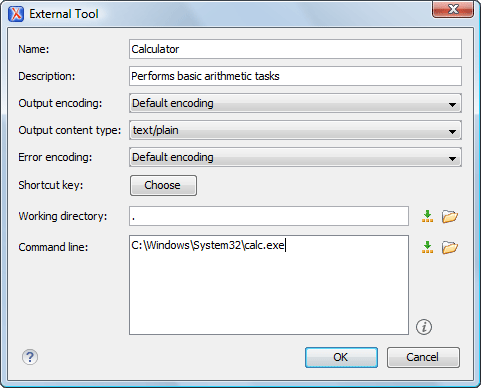 External Tool
Name: Calculator
Description: Performs basic arithmetic tasks
Output encoding: Default encoding
Output content type: text/plain
Error encoding: Default encoding
Shortcut key: Choose
Working directory: .
Command line: C:\Windows\System32\calc.exe
OK Cancel